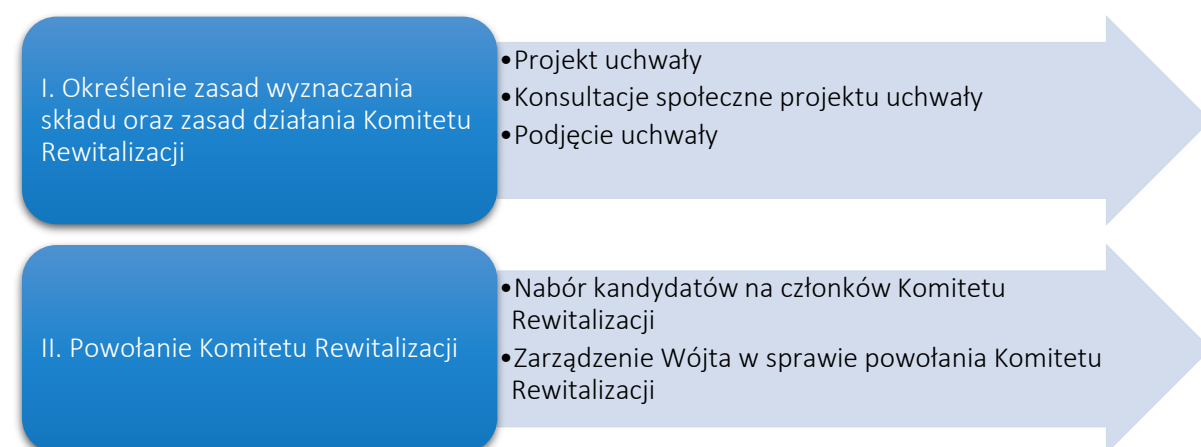 I. Określenie zasad wyznaczania
składu oraz zasad działania Komitetu
Rewitalizacji
•Projekt uchwały
•Konsultacje społeczne projektu uchwały
•Podjęcie uchwały
II. Powołanie Komitetu Rewitalizacji
•Nabór kandydatów na członków Komitetu
Rewitalizacji
•Zarządzenie Wójta w sprawie powołania Komitetu
Rewitalizacji